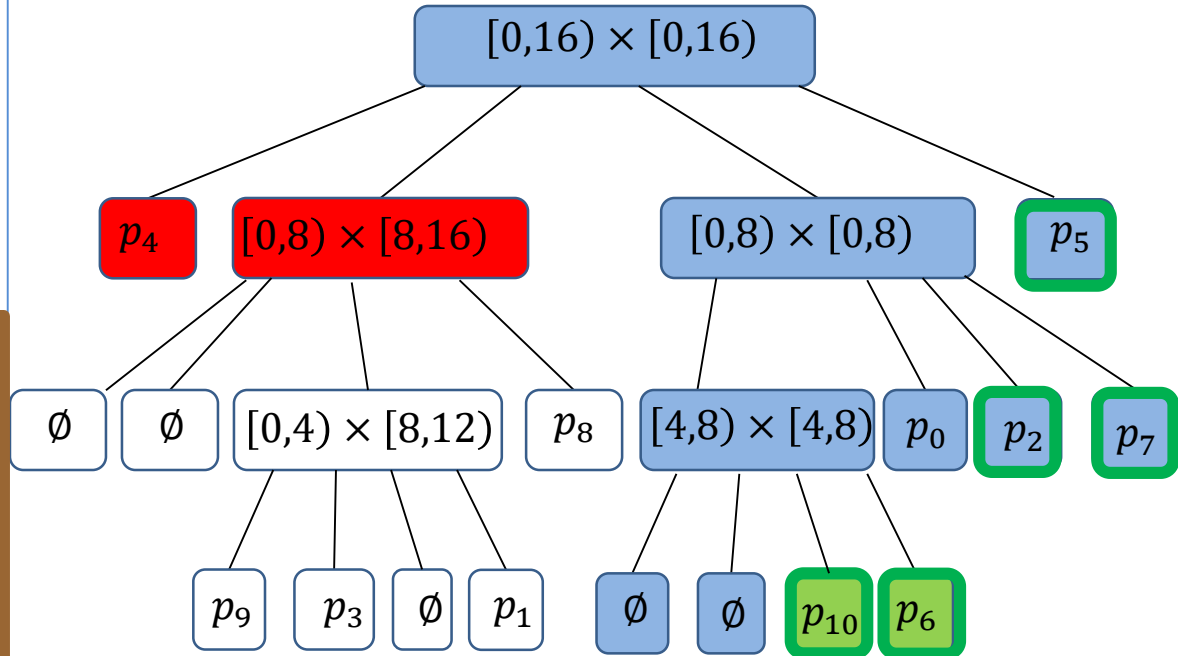 [0,16) × [0,16)
p₄ [0,8) × [8,16) [0,8) × [0,8) p₅
∅ ∅ [0,4) × [8,12) p₈ [4,8) × [4,8) p₀ p₂ p₇
p₉ p₃ ∅ p₁ ∅ ∅ p₁₀ p₆